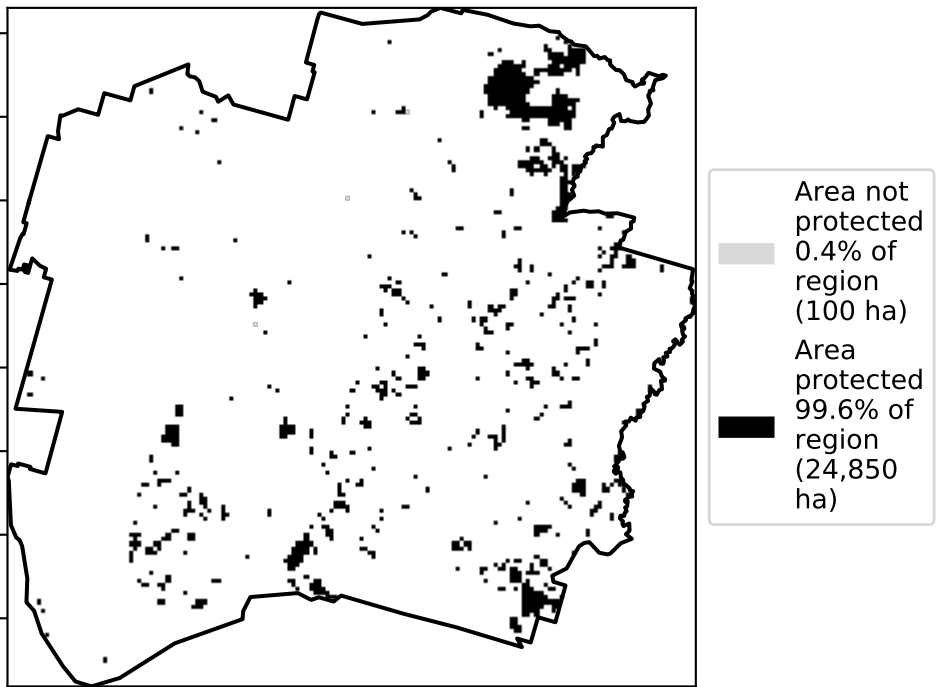 Area not
protected
0.4% of
region
(100 ha)
Area
protected
99.6% of
region
(24,850
ha)